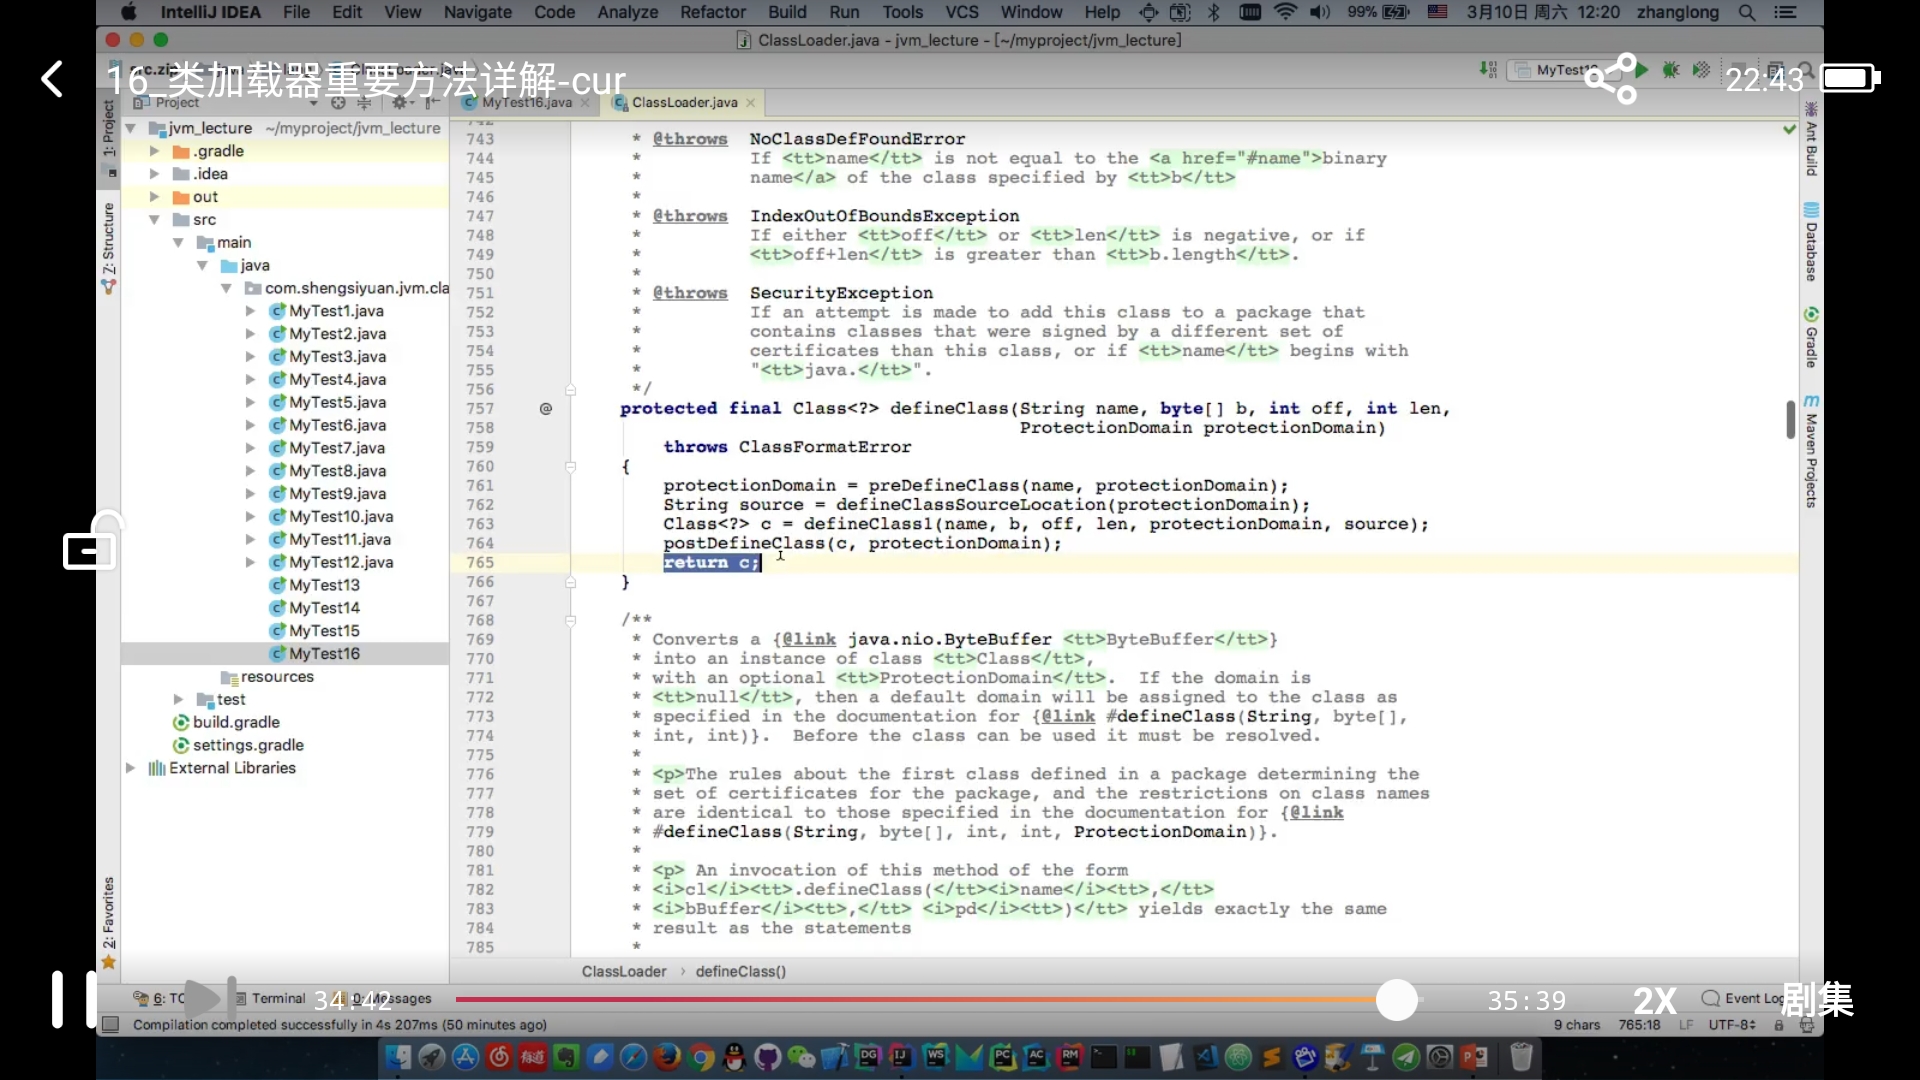 IntelliJ IDEA File Edit View Navigate Code Analyze Refactor Build Run Tools VCS Window Help 99% 3月10日 周六 12:20 zhanglong
ClassLoader.java - jvm_lecture - [~/myproject/jvm_lecture]
16_类加载器重要方法详解-cur
22:43
Project
MyTest16.java
ClassLoader.java
1: Project
Z: Structure
2: Favorites
jvm_lecture ~/myproject/jvm_lecture
.gradle
.idea
out
src
main
java
com.shengsiyuan.jvm.cla
MyTest1.java
MyTest2.java
MyTest3.java
MyTest4.java
MyTest5.java
MyTest6.java
MyTest7.java
MyTest8.java
MyTest9.java
MyTest10.java
MyTest11.java
MyTest12.java
MyTest13
MyTest14
MyTest15
MyTest16
resources
test
build.gradle
settings.gradle
External Libraries
743 * @throws NoClassDefFoundError
744 * If <tt>name</tt> is not equal to the <a href="#name">binary
745 * name</a> of the class specified by <tt>b</tt>
746 *
747 * @throws IndexOutOfBoundsException
748 * If either <tt>off</tt> or <tt>len</tt> is negative, or if
749 * <tt>off+len</tt> is greater than <tt>b.length</tt>.
750 *
751 * @throws SecurityException
752 * If an attempt is made to add this class to a package that
753 * contains classes that were signed by a different set of
754 * certificates than this class, or if <tt>name</tt> begins with
755 * "<tt>java.</tt>".
756 */
757 @ protected final Class<?> defineClass(String name, byte[] b, int off, int len,
758 ProtectionDomain protectionDomain)
759 throws ClassFormatError
760 {
761 protectionDomain = preDefineClass(name, protectionDomain);
762 String source = defineClassSourceLocation(protectionDomain);
763 Class<?> c = defineClass1(name, b, off, len, protectionDomain, source);
764 postDefineClass(c, protectionDomain);
765 return c;
766 }
767
768 /**
769 * Converts a {@link java.nio.ByteBuffer <tt>ByteBuffer</tt>}
770 * into an instance of class <tt>Class</tt>,
771 * with an optional <tt>ProtectionDomain</tt>. If the domain is
772 * <tt>null</tt>, then a default domain will be assigned to the class as
773 * specified in the documentation for {@link #defineClass(String, byte[],
774 * int, int)}. Before the class can be used it must be resolved.
775 *
776 * <p>The rules about the first class defined in a package determining the
777 * set of certificates for the package, and the restrictions on class names
778 * are identical to those specified in the documentation for {@link
779 * #defineClass(String, byte[], int, int, ProtectionDomain)}.
780 *
781 * <p> An invocation of this method of the form
782 * <i>cl</i><tt>.defineClass(</tt><i>name</i><tt>,</tt>
783 * <i>bBuffer</i><tt>,</tt> <i>pd</i><tt>)</tt> yields exactly the same
784 * result as the statements
785 *
Ant Build
Database
Gradle
Maven Projects
ClassLoader › defineClass()
Terminal
34:42
35:39
2X
Event Log
剧集
Compilation completed successfully in 4s 207ms (50 minutes ago)
9 chars 765:18 LF UTF-8
有道 DG IJ WS PC AC RM